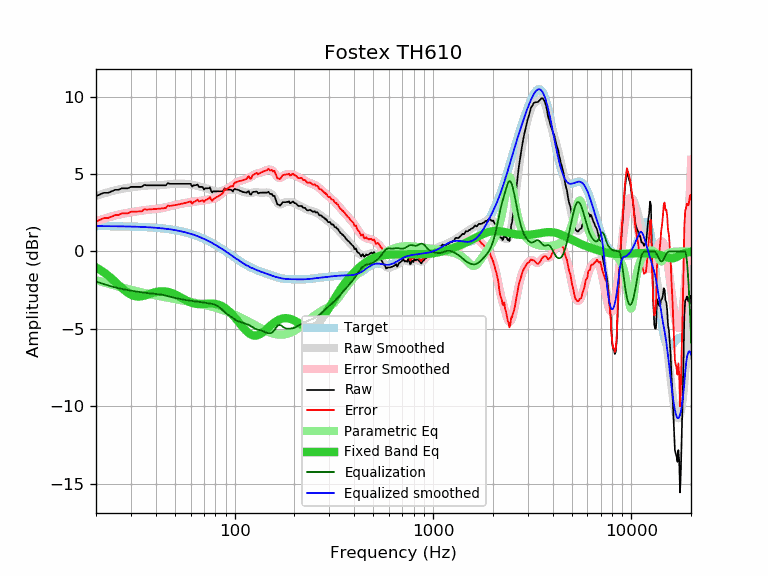 Fostex TH610
Amplitude (dBr)
10
5
0
−5
−10
−15
Target
Raw Smoothed
Error Smoothed
Raw
Error
Parametric Eq
Fixed Band Eq
Equalization
Equalized smoothed
100
1000
10000
Frequency (Hz)